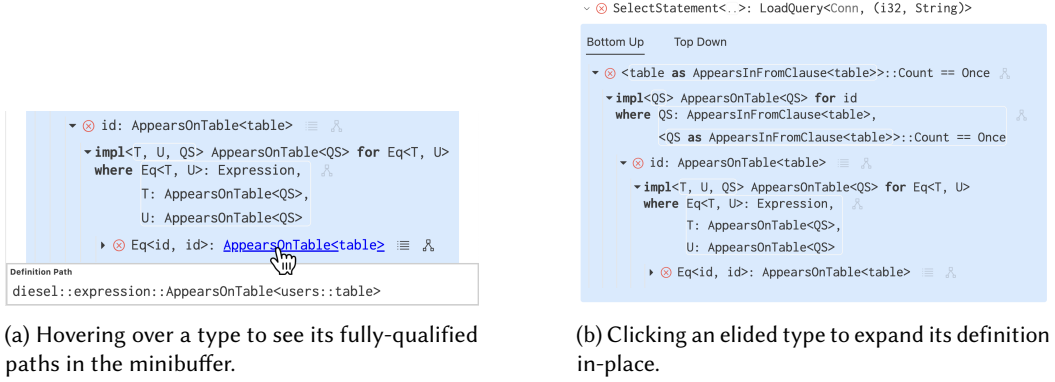 id: AppearsOnTable<table>
impl<T, U, QS> AppearsOnTable<QS> for Eq<T, U>
where Eq<T, U>: Expression,
T: AppearsOnTable<QS>,
U: AppearsOnTable<QS>
Eq<id, id>: AppearsOnTable<table>
Definition Path
diesel::expression::AppearsOnTable<users::table>
(a) Hovering over a type to see its fully-qualified
paths in the minibuffer.
SelectStatement<..>: LoadQuery<Conn, (i32, String)>
Bottom Up Top Down
<table as AppearsInFromClause<table>>::Count == Once
impl<QS> AppearsOnTable<QS> for id
where QS: AppearsInFromClause<table>,
<QS as AppearsInFromClause<table>>::Count == Once
id: AppearsOnTable<table>
impl<T, U, QS> AppearsOnTable<QS> for Eq<T, U>
where Eq<T, U>: Expression,
T: AppearsOnTable<QS>,
U: AppearsOnTable<QS>
Eq<id, id>: AppearsOnTable<table>
(b) Clicking an elided type to expand its definition
in-place.